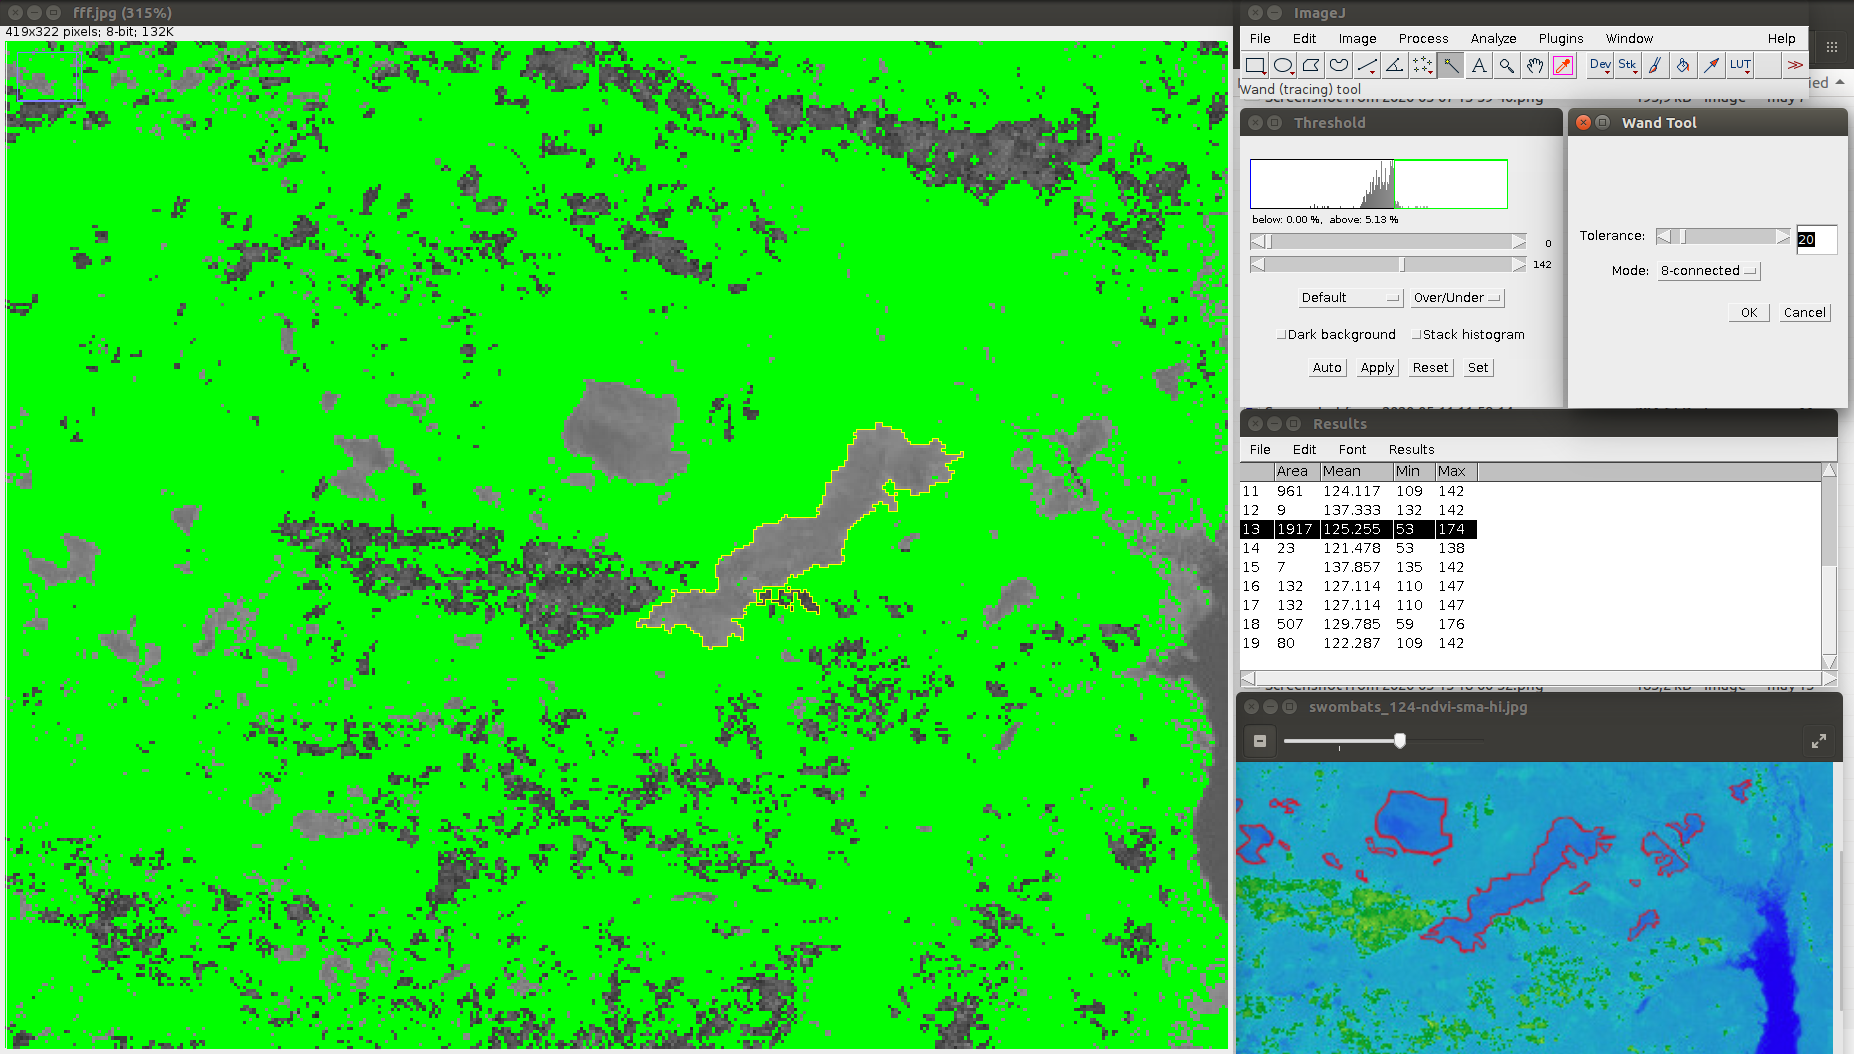 fff.jpg (315%)
419x322 pixels; 8-bit; 132K
ImageJ
File Edit Image Process Analyze Plugins Window Help
A Dev Stk LUT >>
Wand (tracing) tool
Threshold
below: 0.00 %, above: 5.13 %
0
142
Default Over/Under
Dark background Stack histogram
Auto Apply Reset Set
Wand Tool
Tolerance: 20
Mode: 8-connected
OK Cancel
Results
File Edit Font Results
Area Mean Min Max
11 961 124.117 109 142
12 9 137.333 132 142
13 1917 125.255 53 174
14 23 121.478 53 138
15 7 137.857 135 142
16 132 127.114 110 147
17 132 127.114 110 147
18 507 129.785 59 176
19 80 122.287 109 142
swombats_124-ndvi-sma-hi.jpg